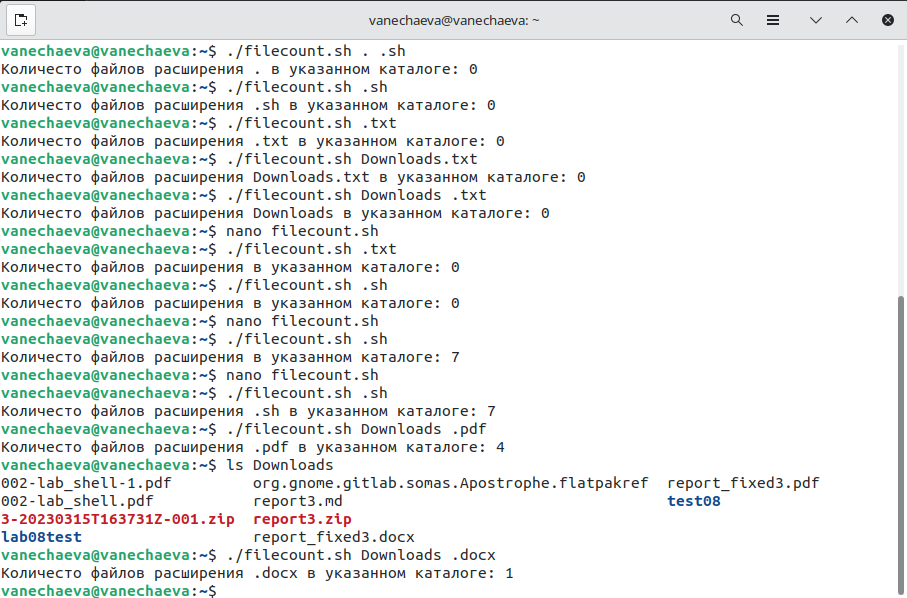 vanechaeva@vanechaeva: ~
vanechaeva@vanechaeva:~$ ./filecount.sh . .sh
Количесто файлов расширения . в указанном каталоге: 0
vanechaeva@vanechaeva:~$ ./filecount.sh .sh
Количесто файлов расширения .sh в указанном каталоге: 0
vanechaeva@vanechaeva:~$ ./filecount.sh .txt
Количесто файлов расширения .txt в указанном каталоге: 0
vanechaeva@vanechaeva:~$ ./filecount.sh Downloads.txt
Количесто файлов расширения Downloads.txt в указанном каталоге: 0
vanechaeva@vanechaeva:~$ ./filecount.sh Downloads .txt
Количесто файлов расширения Downloads в указанном каталоге: 0
vanechaeva@vanechaeva:~$ nano filecount.sh
vanechaeva@vanechaeva:~$ ./filecount.sh .txt
Количесто файлов расширения в указанном каталоге: 0
vanechaeva@vanechaeva:~$ ./filecount.sh .sh
Количесто файлов расширения в указанном каталоге: 0
vanechaeva@vanechaeva:~$ nano filecount.sh
vanechaeva@vanechaeva:~$ ./filecount.sh .sh
Количесто файлов расширения в указанном каталоге: 7
vanechaeva@vanechaeva:~$ nano filecount.sh
vanechaeva@vanechaeva:~$ ./filecount.sh .sh
Количесто файлов расширения .sh в указанном каталоге: 7
vanechaeva@vanechaeva:~$ ./filecount.sh Downloads .pdf
Количесто файлов расширения .pdf в указанном каталоге: 4
vanechaeva@vanechaeva:~$ ls Downloads
002-lab_shell-1.pdf org.gnome.gitlab.somas.Apostrophe.flatpakref report_fixed3.pdf
002-lab_shell.pdf report3.md test08
3-20230315T163731Z-001.zip report3.zip
lab08test report_fixed3.docx
vanechaeva@vanechaeva:~$ ./filecount.sh Downloads .docx
Количесто файлов расширения .docx в указанном каталоге: 1
vanechaeva@vanechaeva:~$